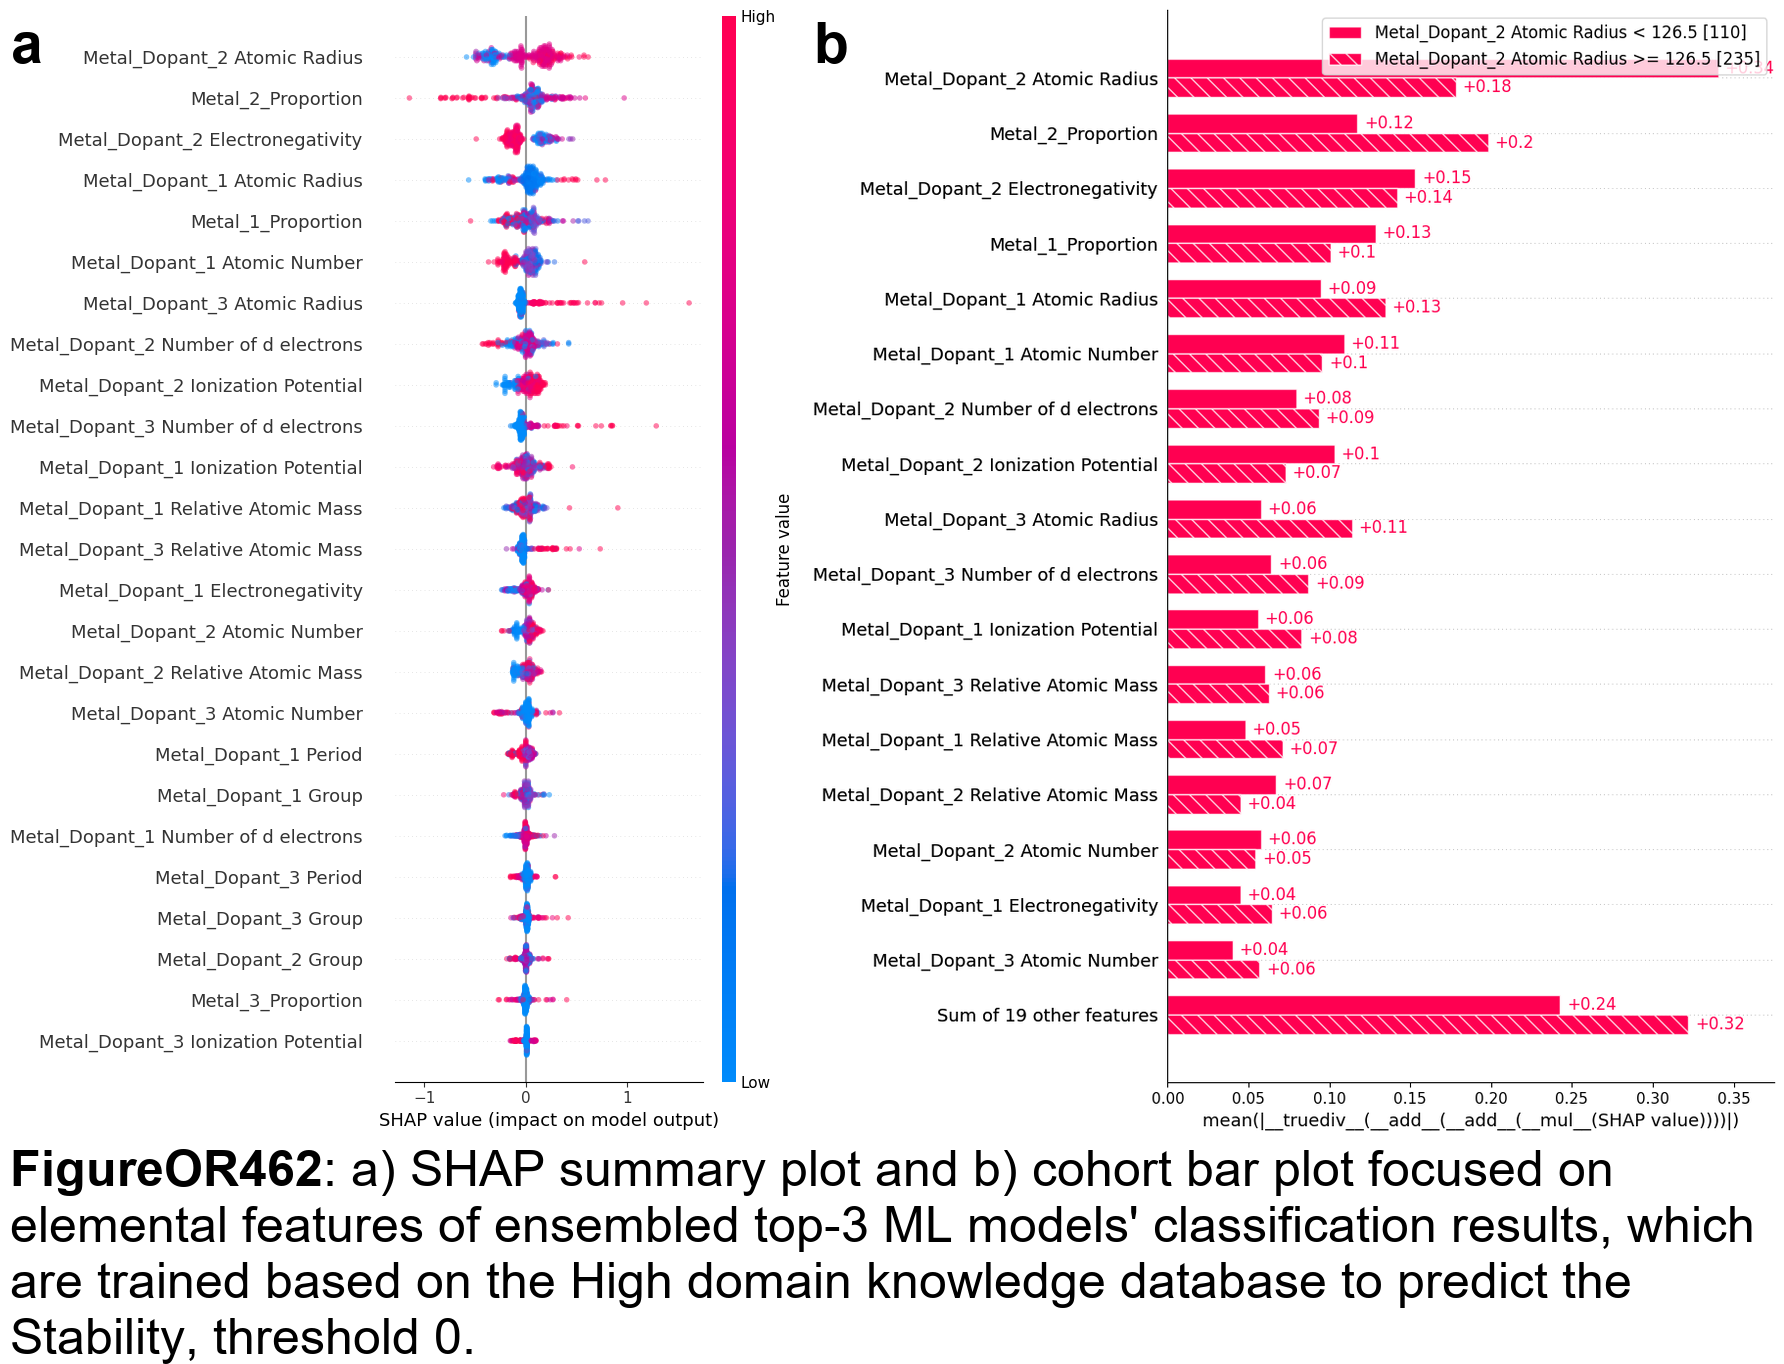 a
High
Metal_Dopant_2 Atomic Radius
Metal_2_Proportion
Metal_Dopant_2 Electronegativity
Metal_Dopant_1 Atomic Radius
Metal_1_Proportion
Metal_Dopant_1 Atomic Number
Metal_Dopant_3 Atomic Radius
Metal_Dopant_2 Number of d electrons
Metal_Dopant_2 Ionization Potential
Metal_Dopant_3 Number of d electrons
Metal_Dopant_1 Ionization Potential
Metal_Dopant_1 Relative Atomic Mass
Metal_Dopant_3 Relative Atomic Mass
Metal_Dopant_1 Electronegativity
Metal_Dopant_2 Atomic Number
Metal_Dopant_2 Relative Atomic Mass
Metal_Dopant_3 Atomic Number
Metal_Dopant_1 Period
Metal_Dopant_1 Group
Metal_Dopant_1 Number of d electrons
Metal_Dopant_3 Period
Metal_Dopant_3 Group
Metal_Dopant_2 Group
Metal_3_Proportion
Metal_Dopant_3 Ionization Potential
Low
Feature value
−1 0 1
SHAP value (impact on model output)
b
Metal_Dopant_2 Atomic Radius < 126.5 [110]
Metal_Dopant_2 Atomic Radius >= 126.5 [235]
+0.34
Metal_Dopant_2 Atomic Radius
+0.18
+0.12
Metal_2_Proportion
+0.2
+0.15
Metal_Dopant_2 Electronegativity
+0.14
+0.13
Metal_1_Proportion
+0.1
+0.09
Metal_Dopant_1 Atomic Radius
+0.13
+0.11
Metal_Dopant_1 Atomic Number
+0.1
+0.08
Metal_Dopant_2 Number of d electrons
+0.09
+0.1
Metal_Dopant_2 Ionization Potential
+0.07
+0.06
Metal_Dopant_3 Atomic Radius
+0.11
+0.06
Metal_Dopant_3 Number of d electrons
+0.09
+0.06
Metal_Dopant_1 Ionization Potential
+0.08
+0.06
Metal_Dopant_3 Relative Atomic Mass
+0.06
+0.05
Metal_Dopant_1 Relative Atomic Mass
+0.07
+0.07
Metal_Dopant_2 Relative Atomic Mass
+0.04
+0.06
Metal_Dopant_2 Atomic Number
+0.05
+0.04
Metal_Dopant_1 Electronegativity
+0.06
+0.04
Metal_Dopant_3 Atomic Number
+0.06
+0.24
Sum of 19 other features
+0.32
0.00 0.05 0.10 0.15 0.20 0.25 0.30 0.35
mean(|__truediv__(__add__(__add__(__mul__(SHAP value))))|)
FigureOR462: a) SHAP summary plot and b) cohort bar plot focused on
elemental features of ensembled top-3 ML models' classification results, which
are trained based on the High domain knowledge database to predict the
Stability, threshold 0.